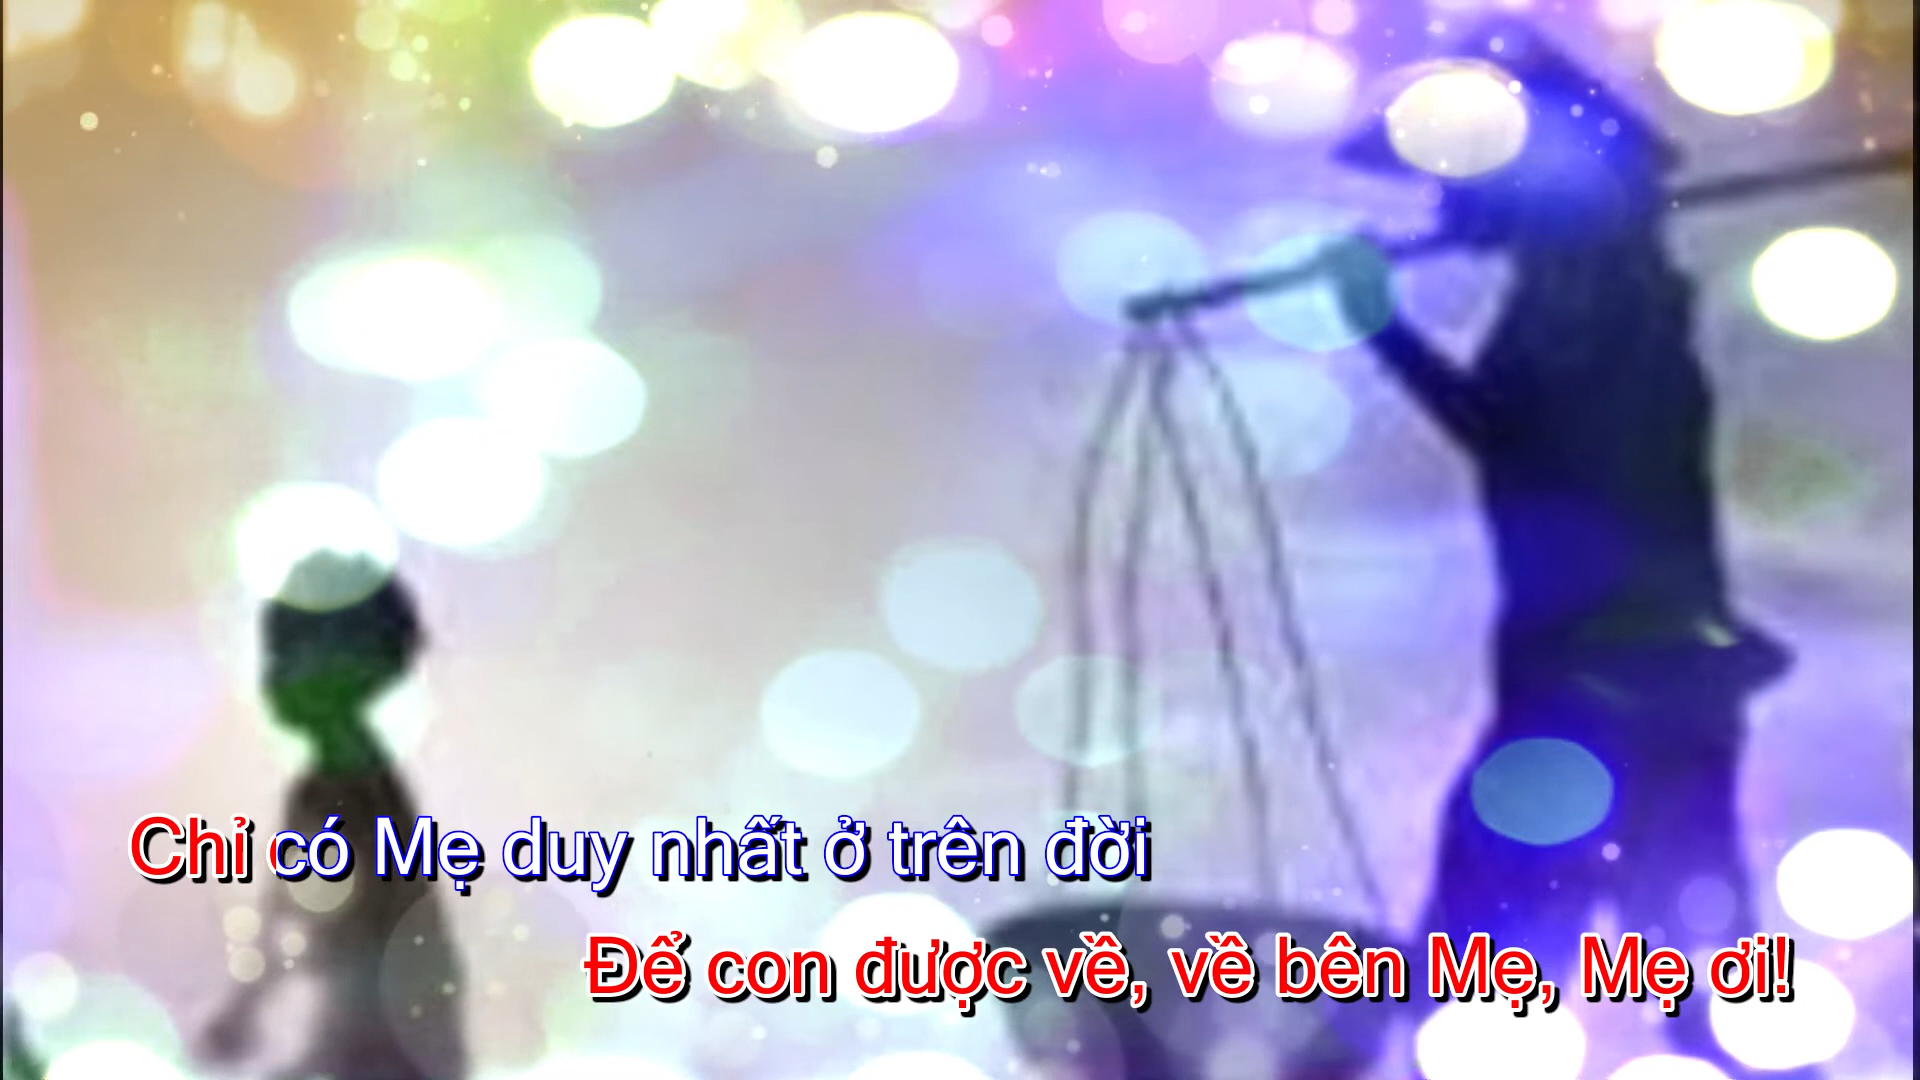 Chỉ có Mẹ duy nhất ở trên đời
Để con được về, về bên Mẹ, Mẹ ơi!